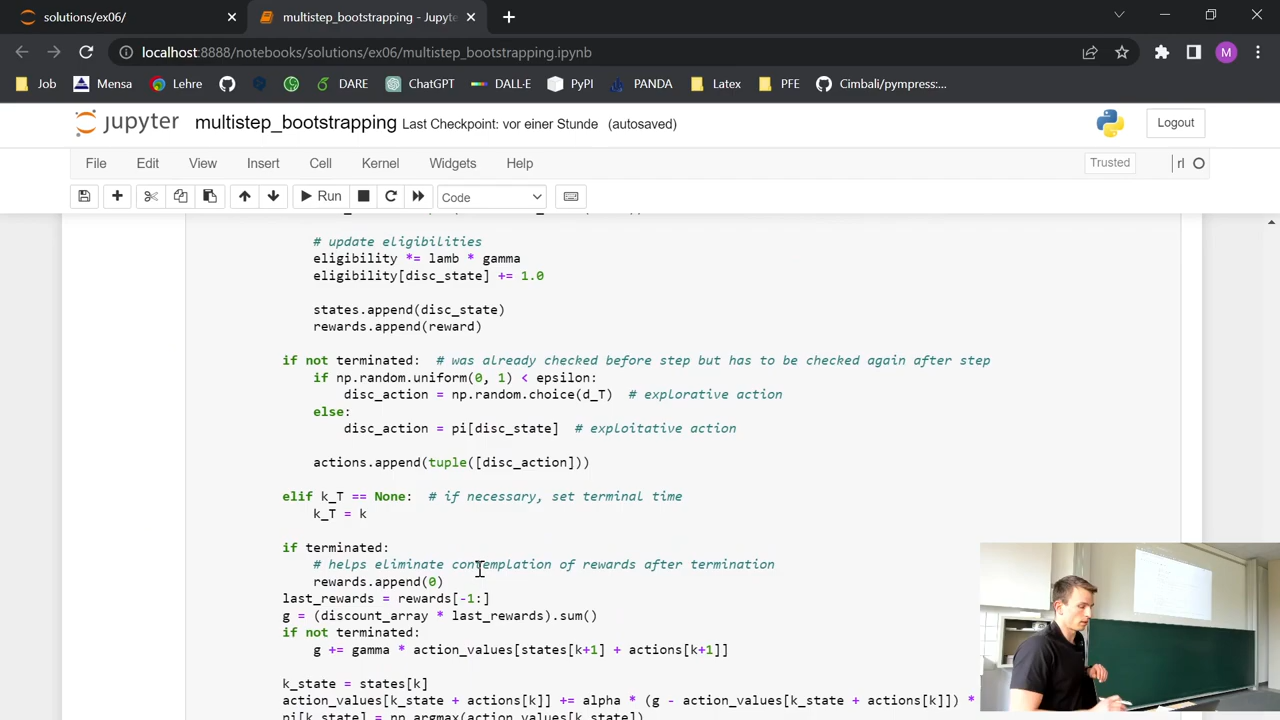 solutions/ex06/
multistep_bootstrapping - Jupyte
localhost:8888/notebooks/solutions/ex06/multistep_bootstrapping.ipynb
M
Job Mensa Lehre DARE ChatGPT DALL-E PyPI PANDA Latex PFE Cimbali/pympress:...
jupyter multistep_bootstrapping Last Checkpoint: vor einer Stunde (autosaved)
Logout
File Edit View Insert Cell Kernel Widgets Help Trusted rl
Run Code
# update eligibilities
eligibility *= lamb * gamma
eligibility[disc_state] += 1.0
states.append(disc_state)
rewards.append(reward)
if not terminated: # was already checked before step but has to be checked again after step
if np.random.uniform(0, 1) < epsilon:
disc_action = np.random.choice(d_T) # explorative action
else:
disc_action = pi[disc_state] # exploitative action
actions.append(tuple([disc_action]))
elif k_T == None: # if necessary, set terminal time
k_T = k
if terminated:
# helps eliminate contemplation of rewards after termination
rewards.append(0)
last_rewards = rewards[-1:]
g = (discount_array * last_rewards).sum()
if not terminated:
g += gamma * action_values[states[k+1] + actions[k+1]]
k_state = states[k]
action_values[k_state + actions[k]] += alpha * (g - action_values[k_state + actions[k]]) *
pi[k_state] = np.argmax(action_values[k_state])